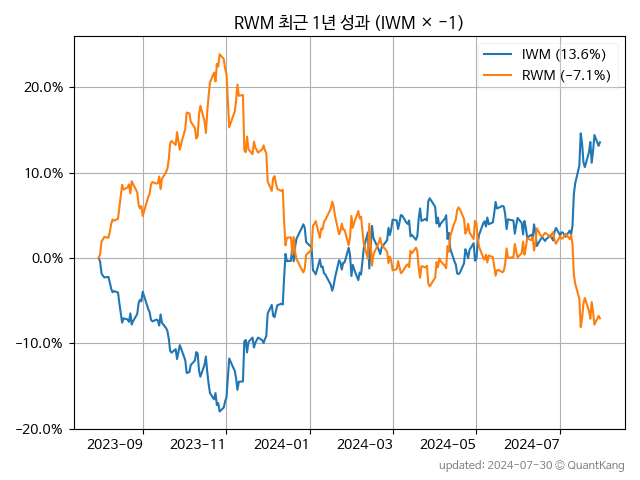 RWM 최근 1년 성과 (IWM × −1)
IWM (13.6%)
RWM (−7.1%)
20.0%
10.0%
0.0%
−10.0%
−20.0%
2023−09 2023−11 2024−01 2024−03 2024−05 2024−07
updated: 2024−07−30 © QuantKang